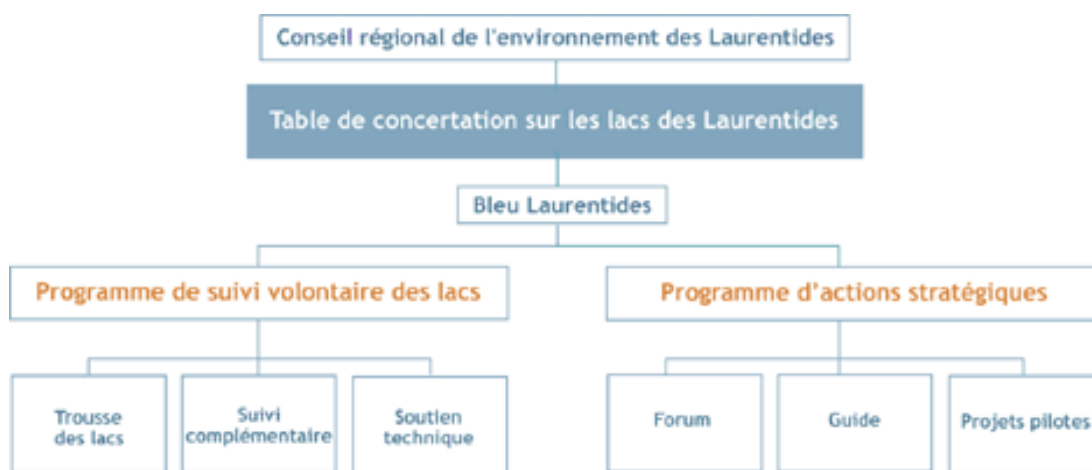 Conseil régional de l'environnement des Laurentides
Table de concertation sur les lacs des Laurentides
Bleu Laurentides
Programme de suivi volontaire des lacs
Programme d'actions stratégiques
Trousse
des lacs
Suivi
complémentaire
Soutien
technique
Forum
Guide
Projets pilotes